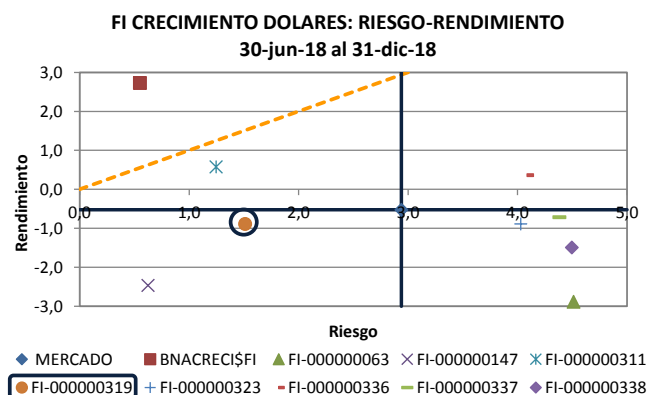 FI CRECIMIENTO DOLARES: RIESGO-RENDIMIENTO
30-jun-18 al 31-dic-18
Rendimiento
3,0
2,0
1,0
0,0
-1,0
-2,0
-3,0
0,0 1,0 2,0 3,0 4,0 5,0
Riesgo
MERCADO BNACRECI$FI FI-000000063 FI-000000147 FI-000000311
FI-000000319 FI-000000323 FI-000000336 FI-000000337 FI-000000338